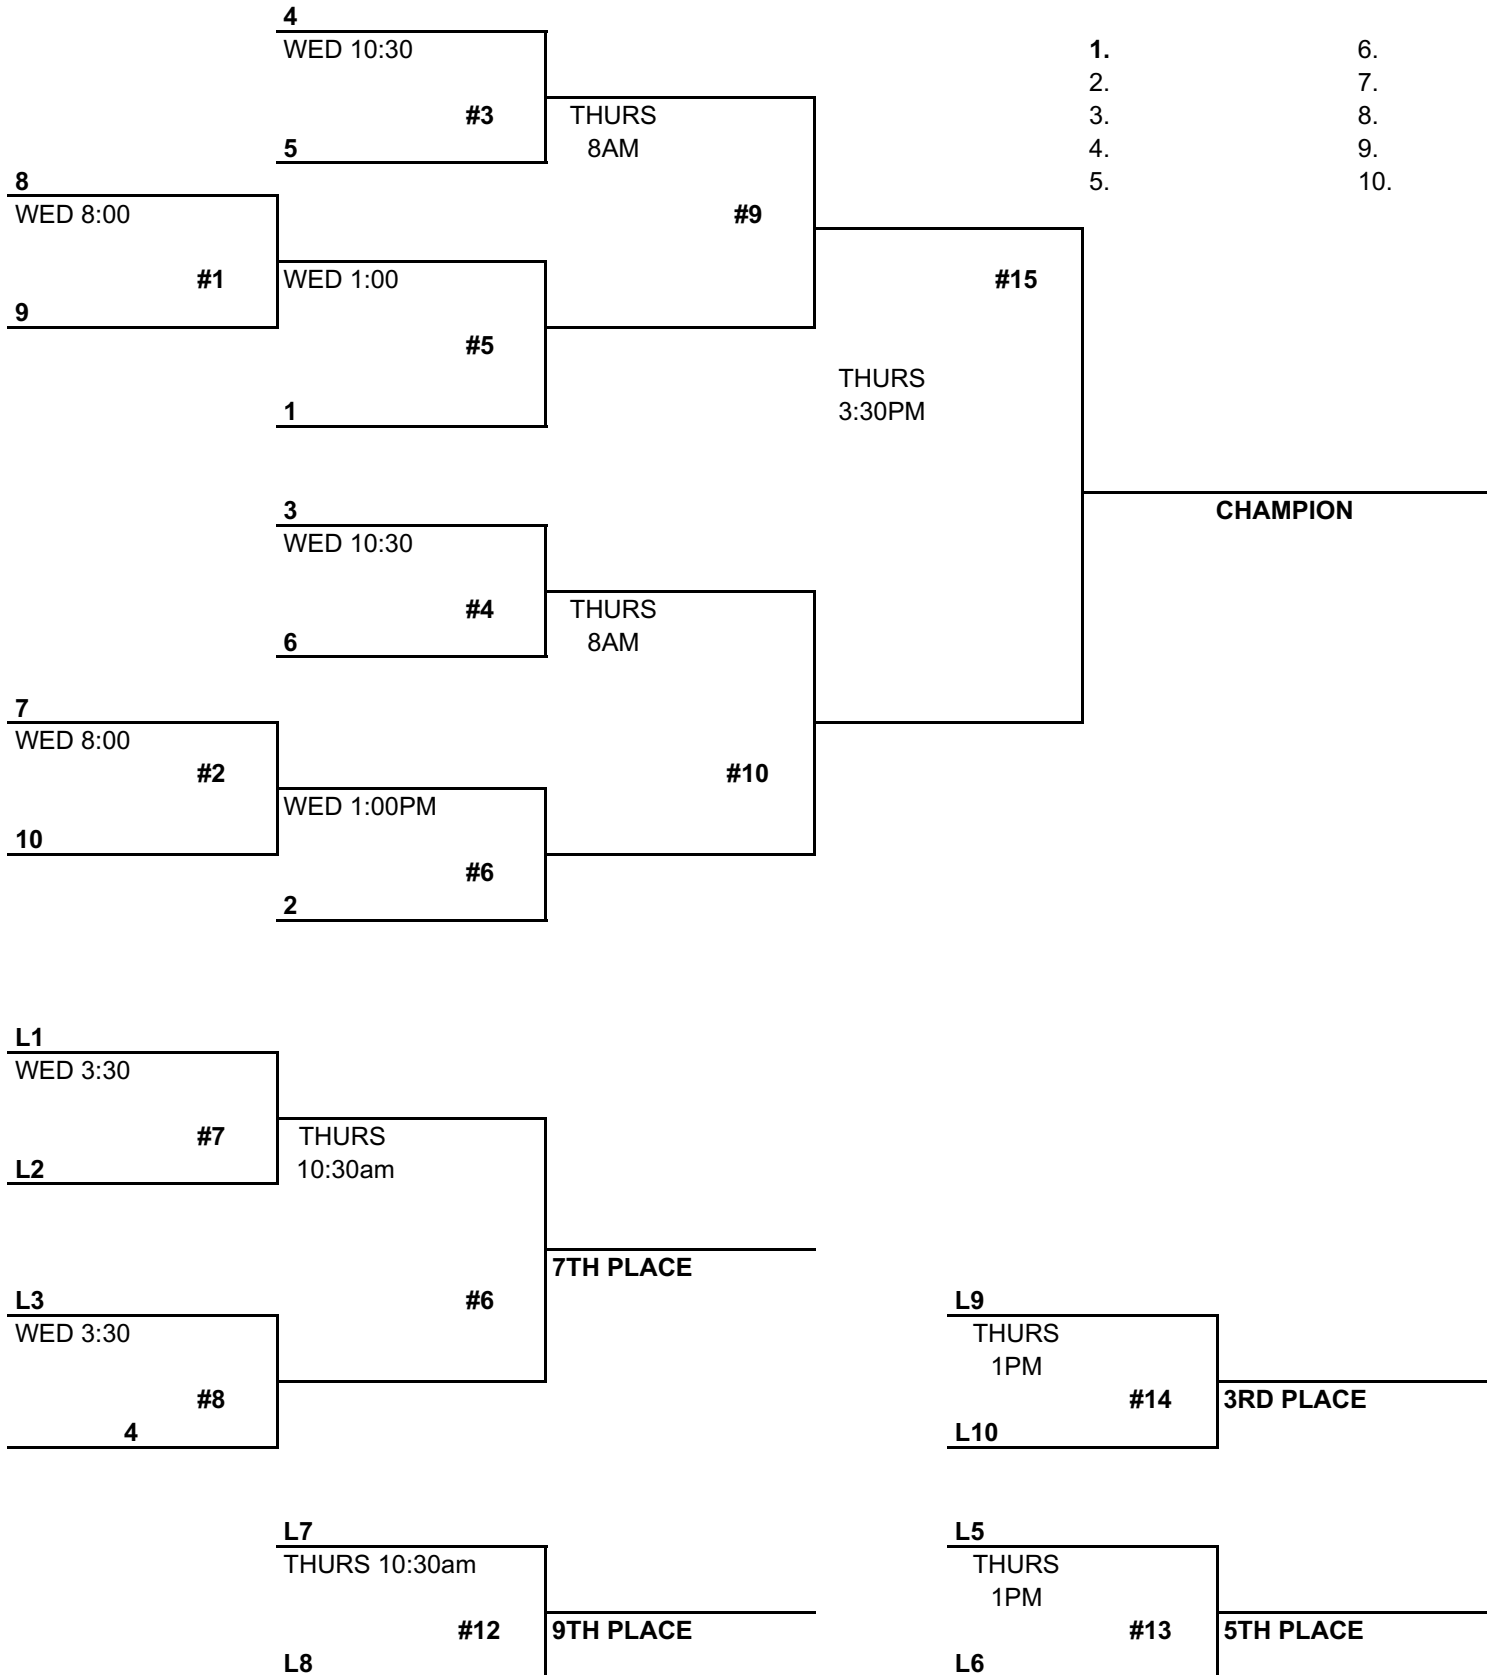 4
WED 10:30
1. 6.
2. 7.
#3 THURS 3. 8.
5 8AM 4. 9.
8 5. 10.
WED 8:00 #9
#1 WED 1:00 #15
9
#5
THURS
1 3:30PM
3 CHAMPION
WED 10:30
#4 THURS
6 8AM
7
WED 8:00
#2 #10
WED 1:00PM
10
#6
2
L1
WED 3:30
#7 THURS
L2 10:30am
7TH PLACE
L3 #6 L9
WED 3:30 THURS
1PM
#8 #14 3RD PLACE
4 L10
L7 L5
THURS 10:30am THURS
1PM
#12 9TH PLACE #13 5TH PLACE
L8 L6